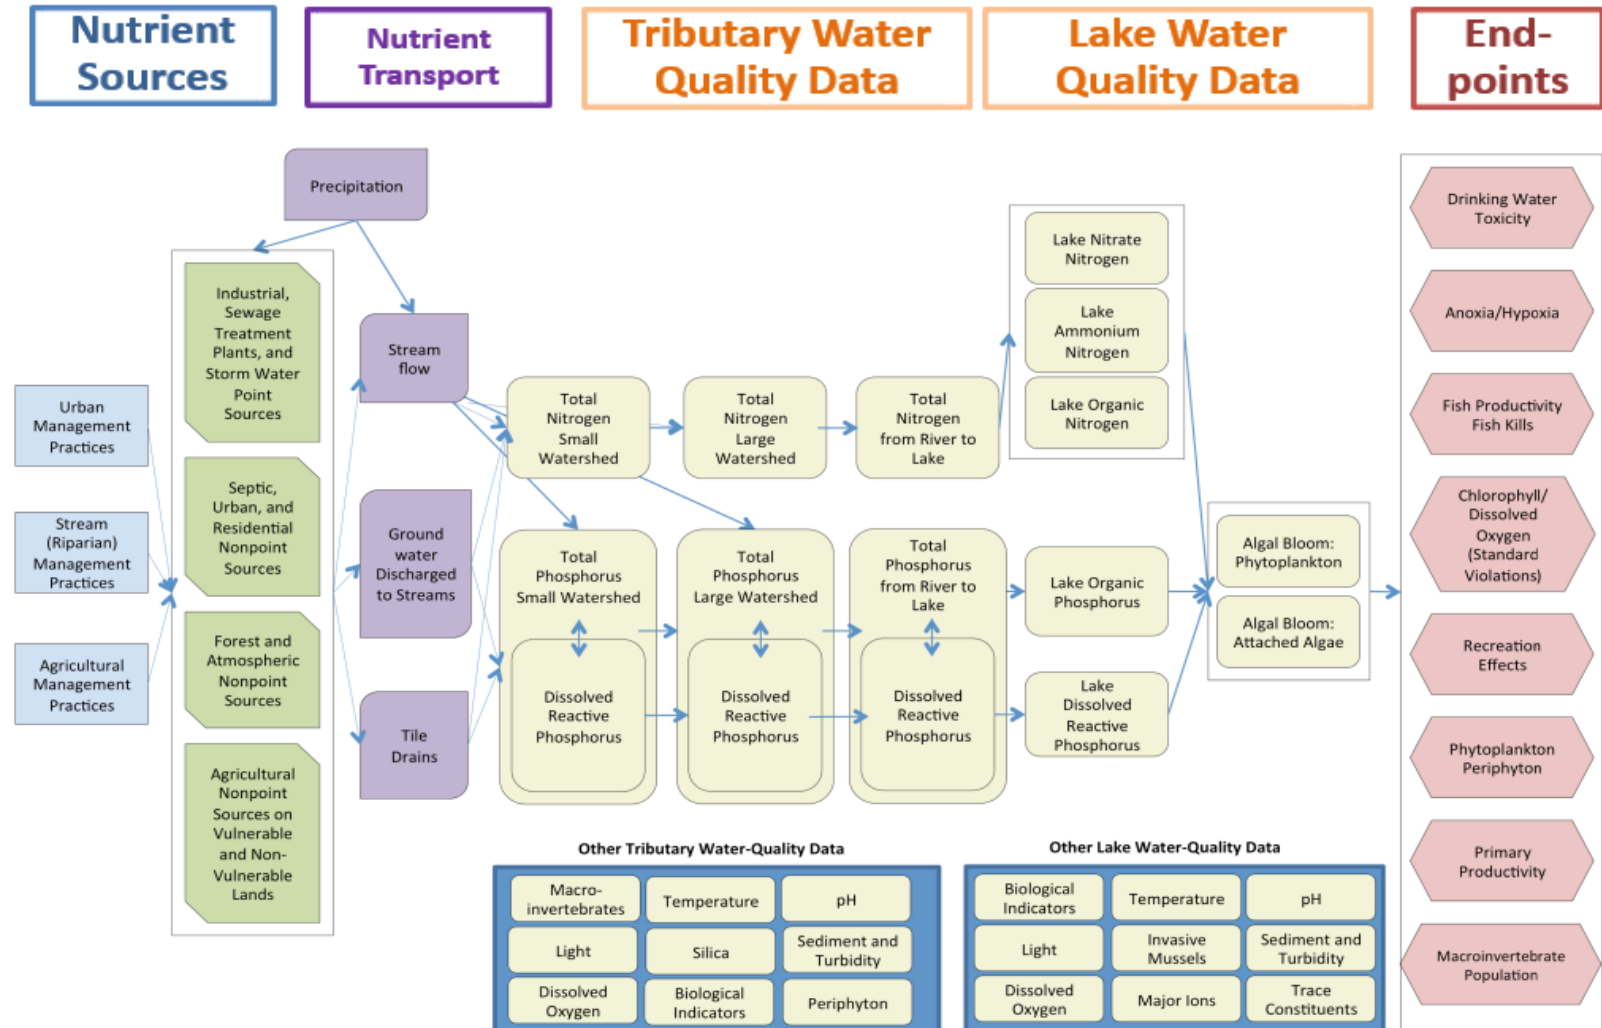 Nutrient
Sources
Nutrient
Transport
Tributary Water
Quality Data
Lake Water
Quality Data
End-
points
Precipitation
Urban
Management
Practices
Stream
(Riparian)
Management
Practices
Agricultural
Management
Practices
Industrial,
Sewage
Treatment
Plants, and
Storm Water
Point
Sources
Septic,
Urban, and
Residential
Nonpoint
Sources
Forest and
Atmospheric
Nonpoint
Sources
Agricultural
Nonpoint
Sources on
Vulnerable
and Non-
Vulnerable
Lands
Stream
flow
Ground
water
Discharged
to Streams
Tile
Drains
Total
Nitrogen
Small
Watershed
Total
Nitrogen
Large
Watershed
Total
Nitrogen
from River to
Lake
Total
Phosphorus
Small Watershed
Dissolved
Reactive
Phosphorus
Total
Phosphorus
Large Watershed
Dissolved
Reactive
Phosphorus
Total
Phosphorus
from River to
Lake
Dissolved
Reactive
Phosphorus
Lake Nitrate
Nitrogen
Lake
Ammonium
Nitrogen
Lake Organic
Nitrogen
Lake Organic
Phosphorus
Lake
Dissolved
Reactive
Phosphorus
Algal Bloom:
Phytoplankton
Algal Bloom:
Attached Algae
Drinking Water
Toxicity
Anoxia/Hypoxia
Fish Productivity
Fish Kills
Chlorophyll/
Dissolved
Oxygen
(Standard
Violations)
Recreation
Effects
Phytoplankton
Periphyton
Primary
Productivity
Macroinvertebrate
Population
Other Tributary Water-Quality Data
Macro-
invertebrates
Temperature
pH
Light
Silica
Sediment and
Turbidity
Dissolved
Oxygen
Biological
Indicators
Periphyton
Other Lake Water-Quality Data
Biological
Indicators
Temperature
pH
Light
Invasive
Mussels
Sediment and
Turbidity
Dissolved
Oxygen
Major Ions
Trace
Constituents